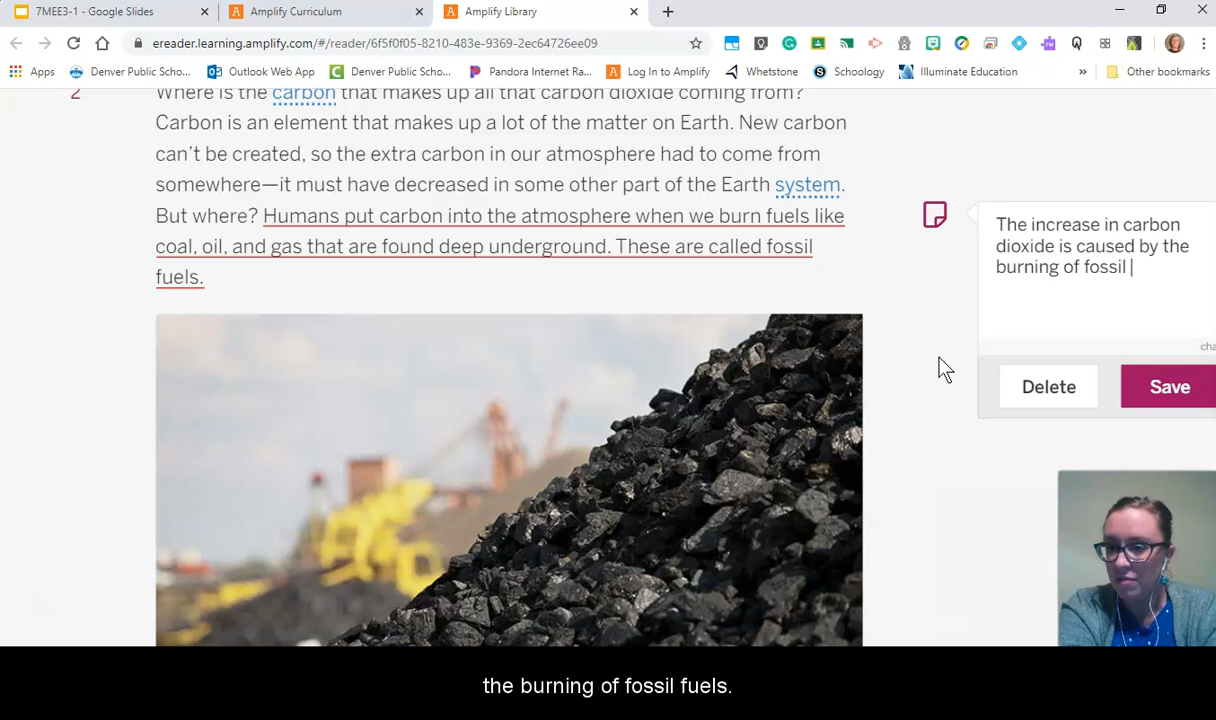 7MEE3-1 - Google Slides
Amplify Curriculum
Amplify Library
ereader.learning.amplify.com/#/reader/6f5f0f05-8210-483e-9369-2ec64726ee09
Apps
Denver Public Scho...
Outlook Web App
Denver Public Scho...
Pandora Internet Ra...
Log In to Amplify
Whetstone
Schoology
Illuminate Education
»
Other bookmarks
2
Where is the carbon that makes up all that carbon dioxide coming from?
Carbon is an element that makes up a lot of the matter on Earth. New carbon
can't be created, so the extra carbon in our atmosphere had to come from
somewhere—it must have decreased in some other part of the Earth system.
But where? Humans put carbon into the atmosphere when we burn fuels like
coal, oil, and gas that are found deep underground. These are called fossil
fuels.
The increase in carbon
dioxide is caused by the
burning of fossil
cha
Delete
Save
the burning of fossil fuels.